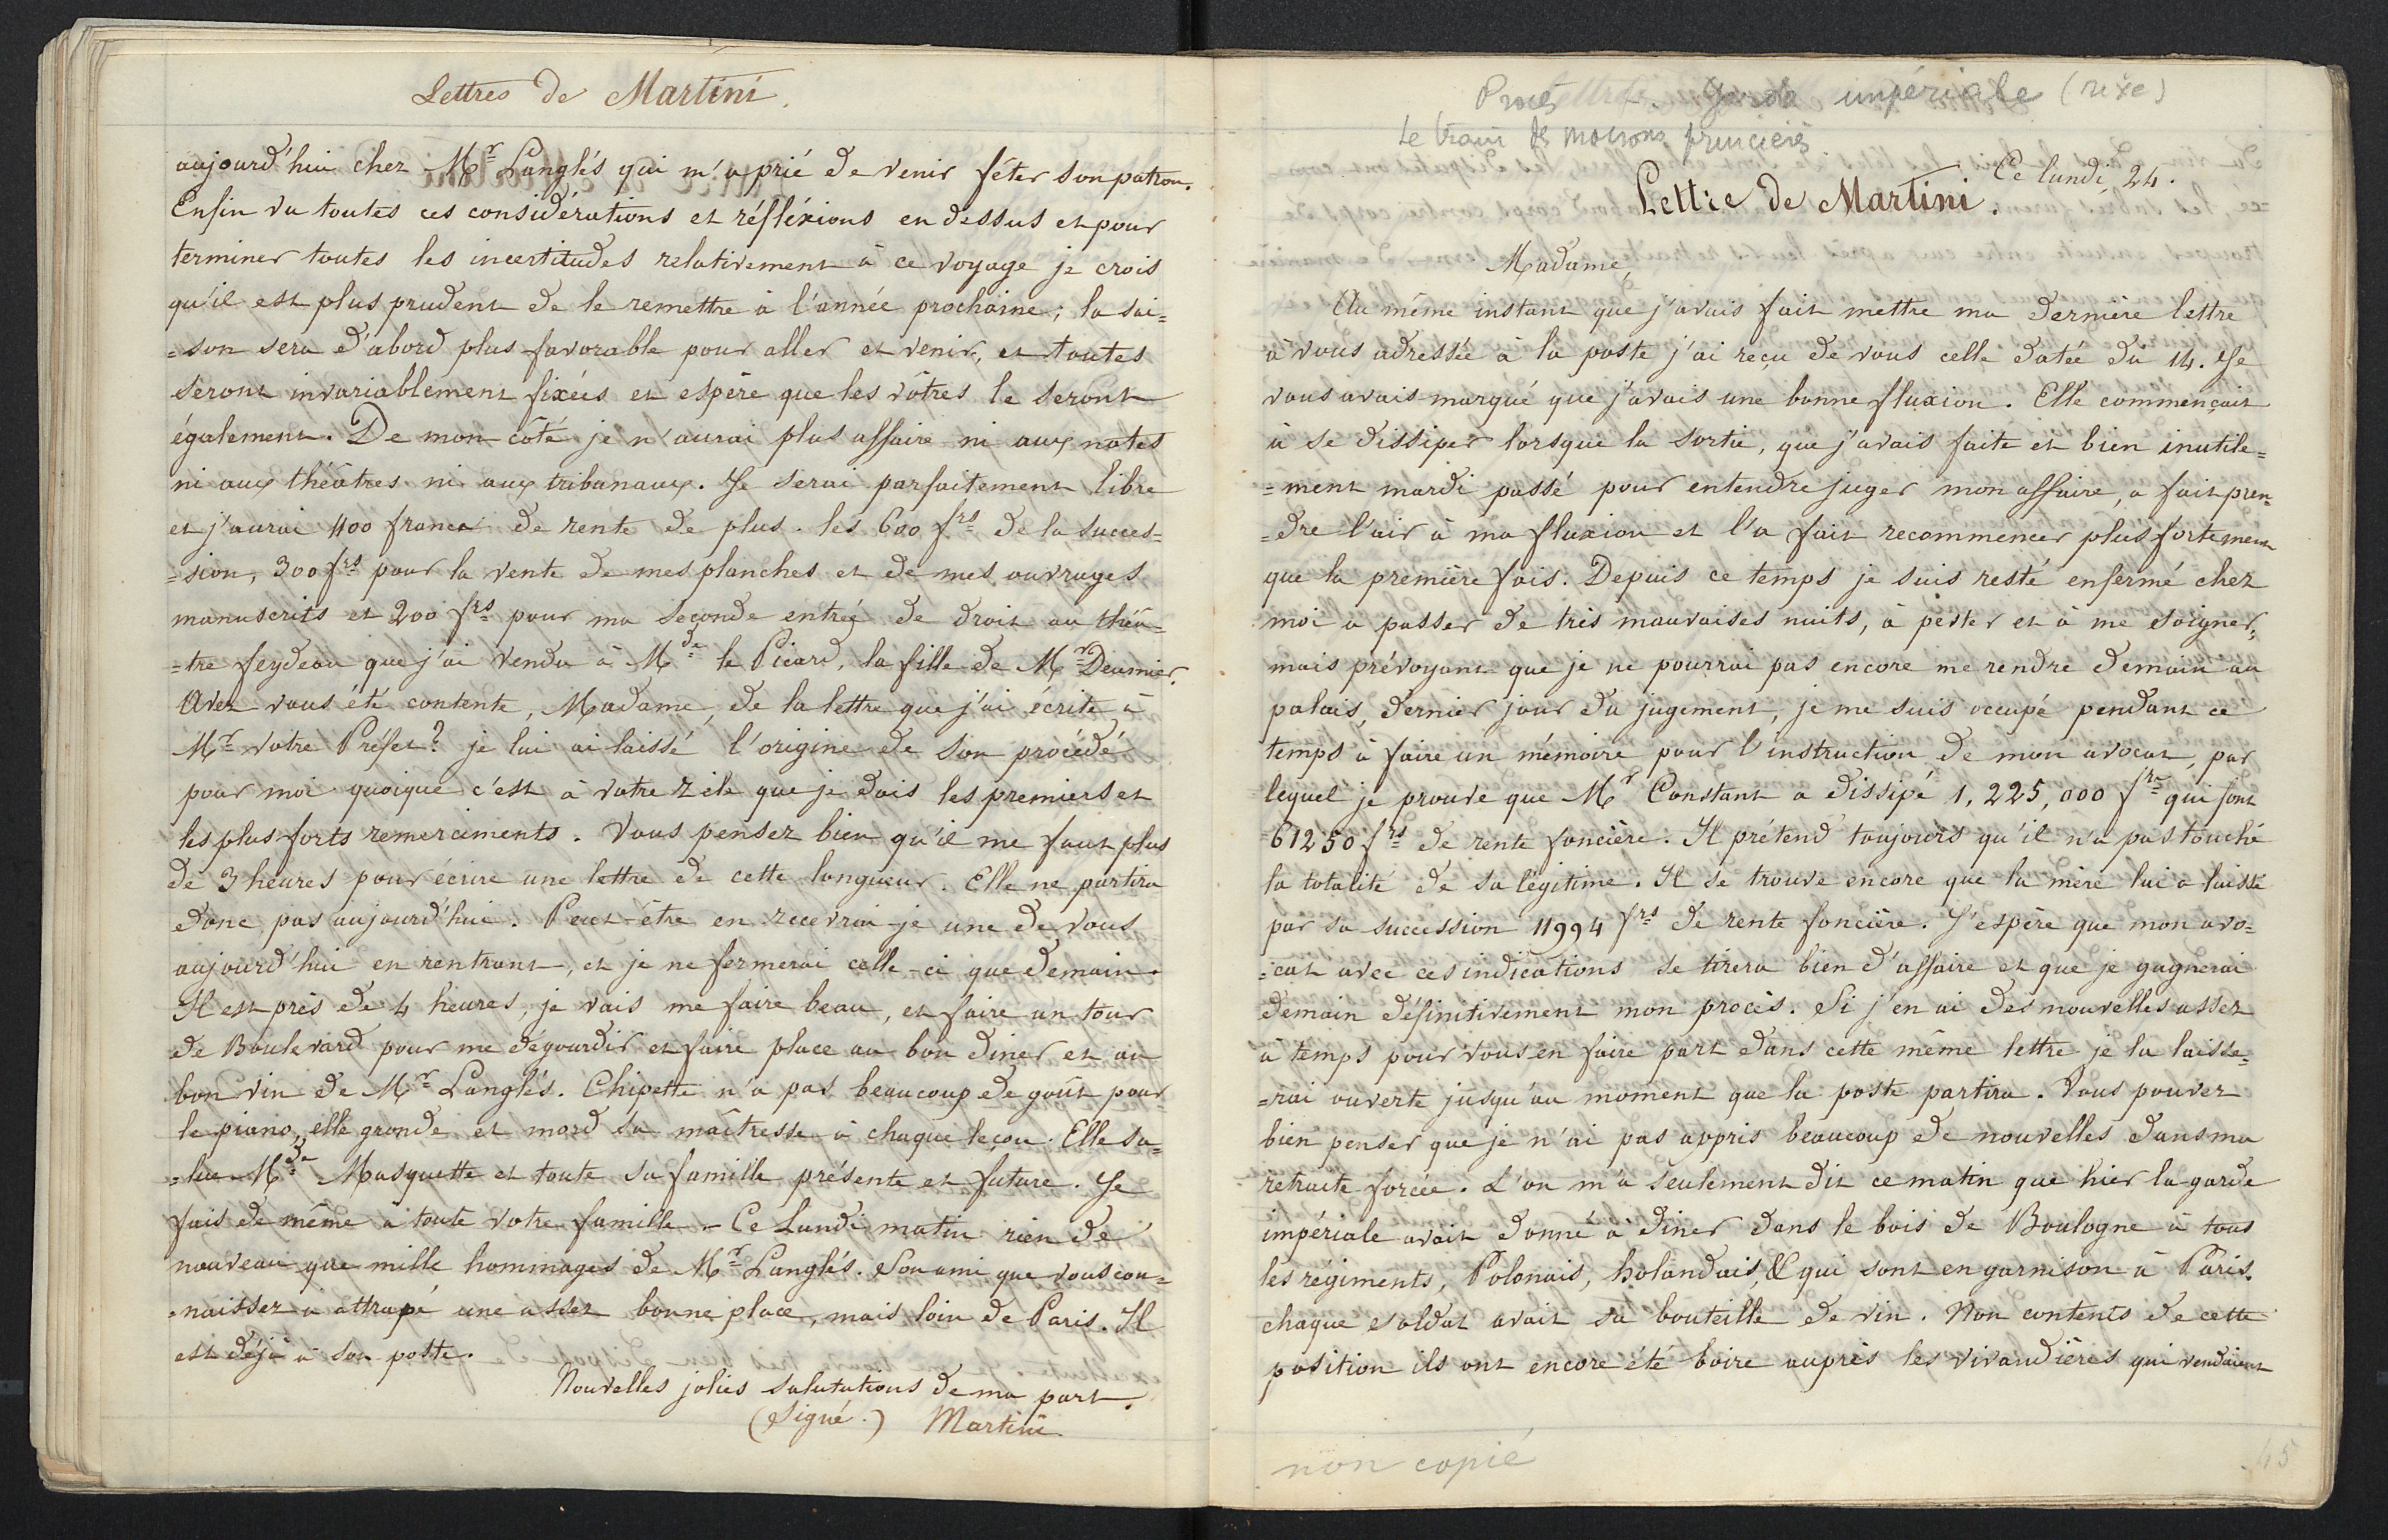 Lettres de Martini.
aujourd'hui chez Mr Langlés qui m'a prié de venir fêter son patron.
Enfin vu toutes ces considérations et réfléxions en dessus et pour
terminer toutes les incertitudes relativement à ce voyage je crois
qu'il est plus prudent de le remettre à l'année prochaine; la sai=
=son sera d'abord plus favorable pour aller et venir, et toutes
seront invariablement fixées et espère que les vôtres le seront
également. De mon côté je n'aurai plus affaire ni aux notes
ni aux théâtres ni aux tribunaux. Je serai parfaitement libre
et j'aurai 1100 francs de rente de plus. les 600 frs de la succes=
=sion, 300 frs pour la vente de mes planches et de mes ouvrages
manuscrits et 200 frs pour ma seconde entrée de droit au théâ=
=tre feydeau que j'ai vendu à Mde le Picard, la fille de Mr Deumier.
Avez vous été contente, Madame, de la lettre que j'ai écrite à
Mr votre Préfet? je lui ai laissé l'origine de son procédé
pour moi quoique c'est à votre zèle que je dois les premiers et
les plus forts remerciments. Vous pensez bien qu'il me faut plus
de 3 heures pour écrire une lettre de cette longueur. Elle ne partira
donc pas aujourd'hui. Peut-être en recevrai-je une de vous
aujourd'hui en rentrant, et je ne fermerai celle-ci que demain.
Il est près de 4 heures, je vais me faire beau, et faire un tour
de Boulevard pour me dégourdir et faire place au bon diner et au
bon vin de Mr Langlés. Chipette n'a pas beaucoup de goût pour
le piano, elle gronde et mord sa maîtresse à chaque leçon. Elle sa=
=lue Mde Masquette et toute sa famille présente et future. Je
fais de même à toute votre famille. - Ce Lundi matin rien de
nouveau que mille hommages de Mr Langlés. Son ami que vous con=
=naissez a attrapé une assez bonne place, mais loin de Paris. Il
est déjà à son poste.
Nouvelles jolies salutations de ma part.
(Signé.) Martini
Procès Garde impériale (rixe)
le train des maisons princières
Ce lundi, 24.
Lettre de Martini.
Madame,
Au même instant que j'avais fait mettre ma dernière lettre
à vous adressée à la poste j'ai reçu de vous celle datée du 14. Je
vous avais marqué que j'avais une bonne fluxion. Elle commençait
à se dissiper lorsque la sortie, que j'avais faite et bien inutile=
=ment mardi passé pour entendre juger mon affaire, a fait pren
=dre l'air à ma fluxion et l'a fait recommencer plus fortement
que la première fois. Depuis ce temps je suis resté enfermé chez
moi à passer de très mauvaises nuits, à pester et à me soigner,
mais prévoyant que je ne pourrai pas encore me rendre demain au
palais, dernier jour du jugement, je me suis occupé pendant ce
temps à faire un mémoire pour l'instruction de mon avocat, par
lequel je prouve que Mr Constant a dissipé 1,225,000 frs qui font
61250 frs de rente foncière. Il prétend toujours qu'il n'a pas touché
la totalité de sa légitime. Il se trouve encore que la mère lui a laissé
par sa succession 11994 frs de rente foncière. J'espère que mon avo=
=cat avec ces indications se tirera bien d'affaire et que je gagnerai
demain définitivement mon procès. Si j'en ai des nouvelles assez
à temps pour vous en faire part dans cette même lettre je la laisse=
=rai ouverte jusqu'au moment que la poste partira. Vous pouvez
bien penser que je n'ai pas appris beaucoup de nouvelles dans ma
retraite forcée. L'on m'a seulement dit ce matin que hier la garde
impériale avait donné à diner dans le bois de Boulogne à tous
les régiments, Polonais, holandais, & qui sont en garnison à Paris.
chaque soldat avait sa bouteille de vin. Non contents de cette
position ils ont encore été boire auprès les vivandières qui vendaient
non copié
45